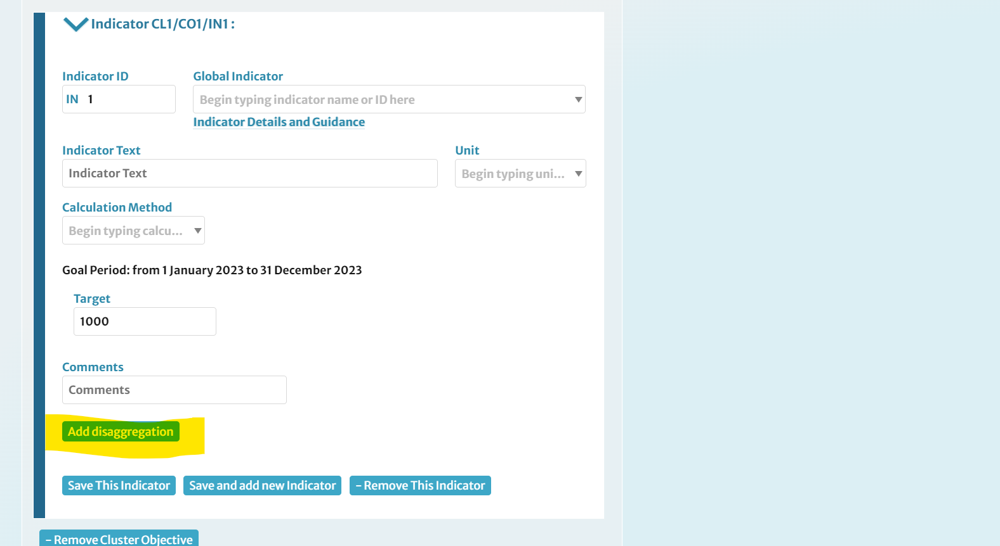 Indicator CL1/CO1/IN1 :
Indicator ID
Global Indicator
IN 1
Begin typing indicator name or ID here
Indicator Details and Guidance
Indicator Text
Unit
Indicator Text
Begin typing uni...
Calculation Method
Begin typing calcu...
Goal Period: from 1 January 2023 to 31 December 2023
Target
1000
Comments
Comments
Add disaggregation
Save This Indicator
Save and add new Indicator
- Remove This Indicator
- Remove Cluster Objective